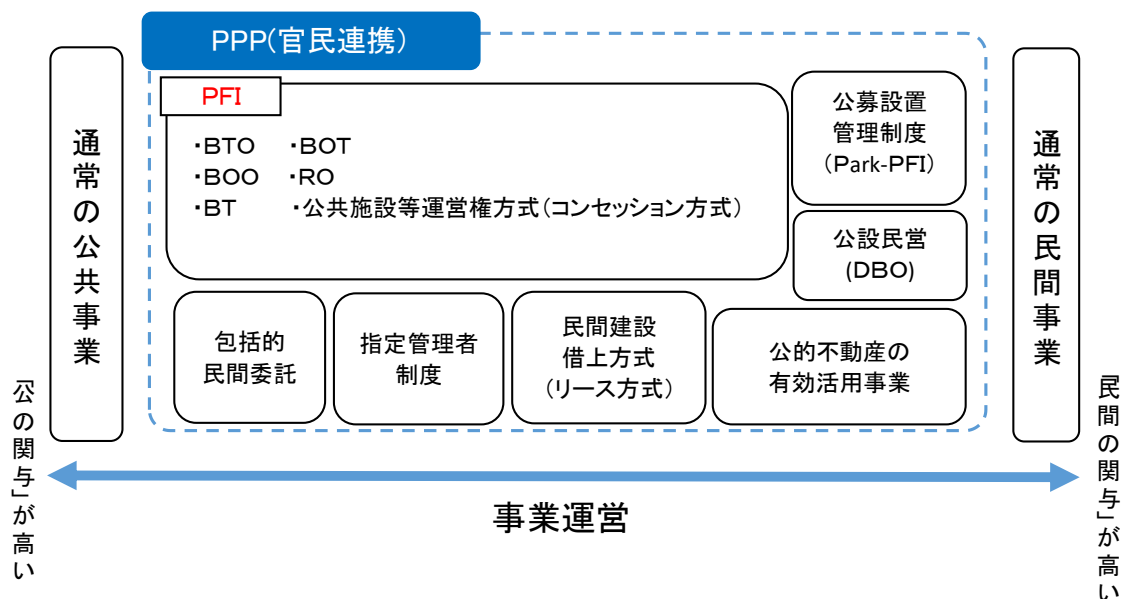 PPP(官民連携)
通常の公共事業
PFI
・BTO ・BOT
・BOO ・RO
・BT ・公共施設等運営権方式(コンセッション方式)
公募設置
管理制度
(Park-PFI)
公設民営
(DBO)
包括的
民間委託
指定管理者
制度
民間建設
借上方式
(リース方式)
公的不動産の
有効活用事業
通常の民間事業
「公の関与」が高い
事業運営
「民間の関与」が高い